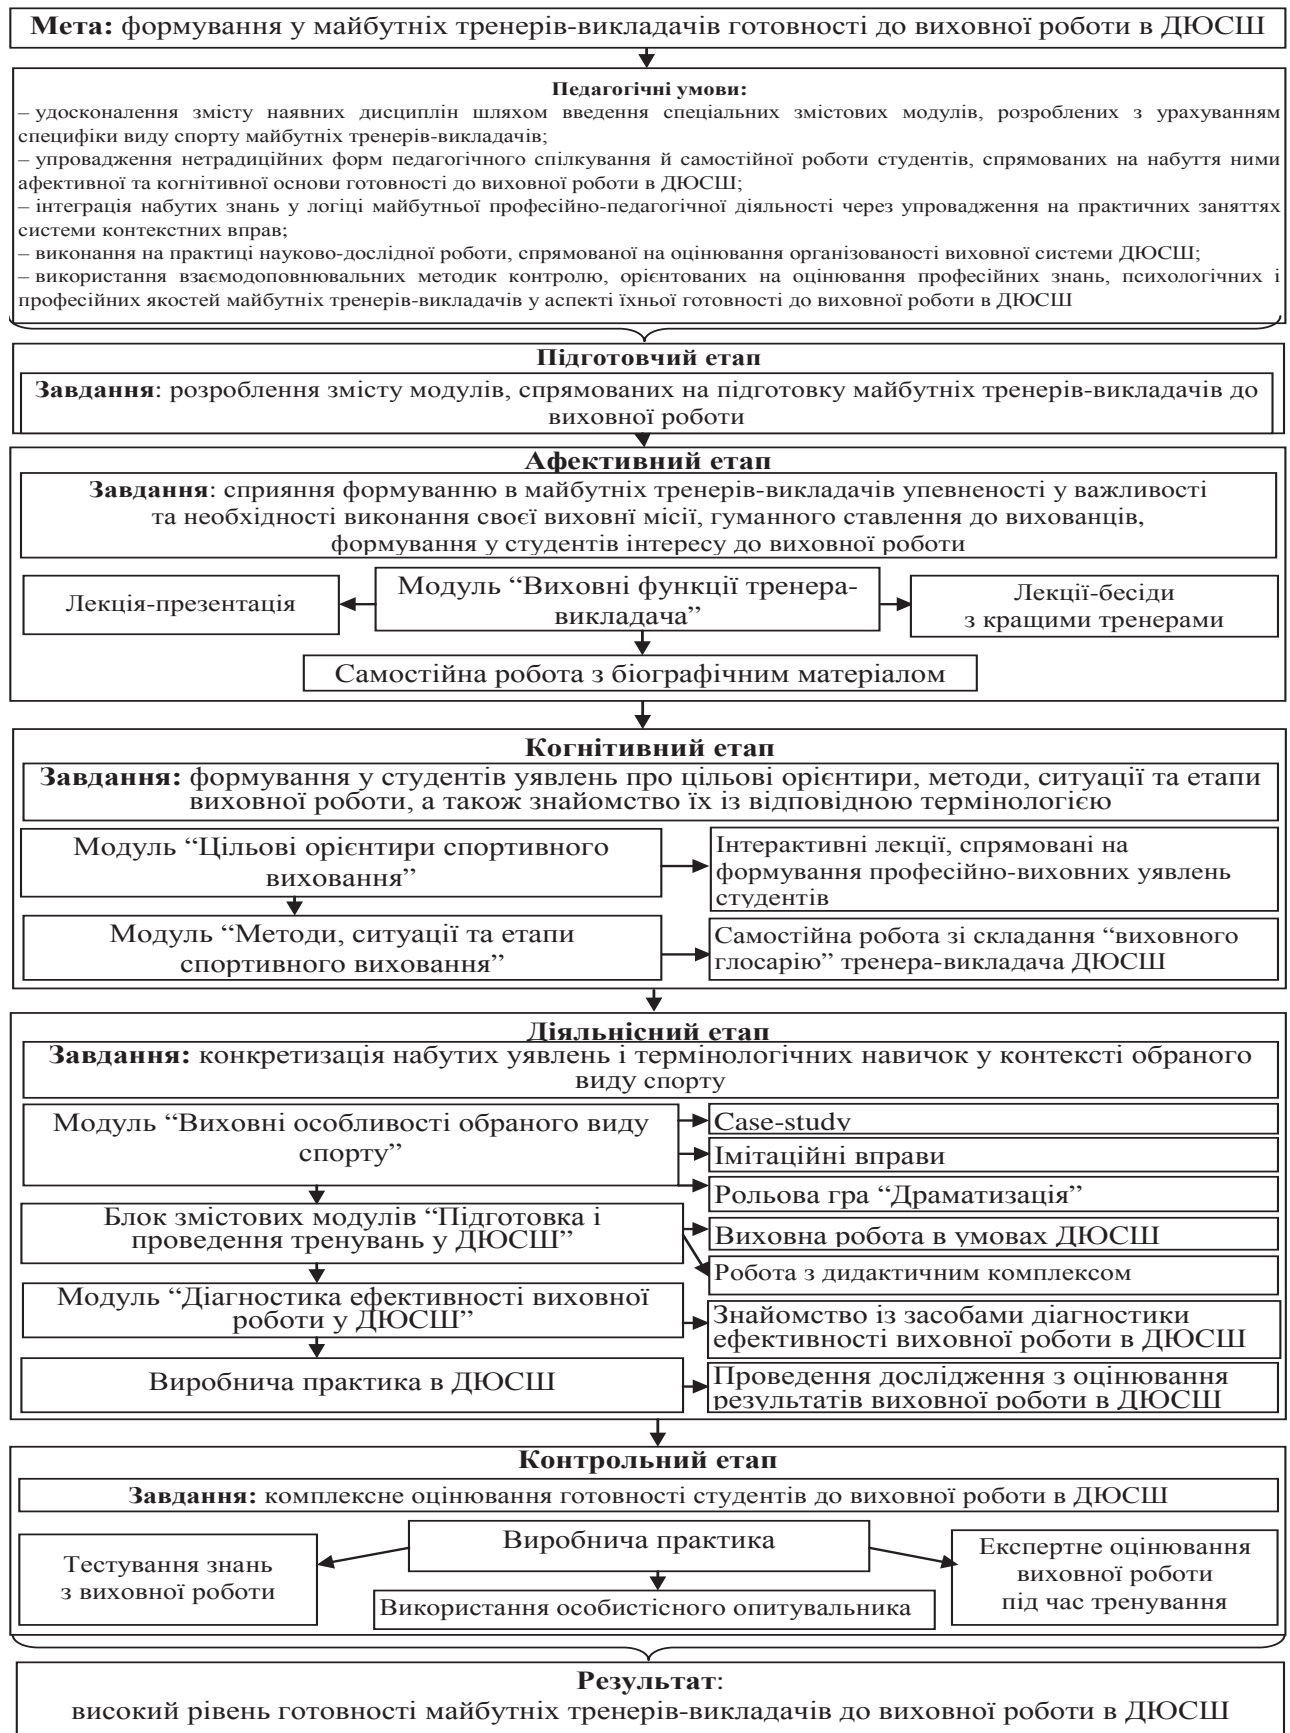 Мета: формування у майбутніх тренерів-викладачів готовності до виховної роботи в ДЮСШ
Педагогічні умови:
– удосконалення змісту наявних дисциплін шляхом введення спеціальних змістових модулів, розроблених з урахуванням
специфіки виду спорту майбутніх тренерів-викладачів;
– упровадження нетрадиційних форм педагогічного спілкування й самостійної роботи студентів, спрямованих на набуття ними
афективної та когнітивної основи готовності до виховної роботи в ДЮСШ;
– інтеграція набутих знань у логіці майбутньої професійно-педагогічної діяльності через упровадження на практичних заняттях
системи контекстних вправ;
– виконання на практиці науково-дослідної роботи, спрямованої на оцінювання організованості виховної системи ДЮСШ;
– використання взаємодоповнювальних методик контролю, орієнтованих на оцінювання професійних знань, психологічних і
професійних якостей майбутніх тренерів-викладачів у аспекті їхньої готовності до виховної роботи в ДЮСШ
Підготовчий етап
Завдання: розроблення змісту модулів, спрямованих на підготовку майбутніх тренерів-викладачів до
виховної роботи
Афективний етап
Завдання: сприяння формуванню в майбутніх тренерів-викладачів упевненості у важливості
та необхідності виконання своєї виховнї місії, гуманного ставлення до вихованців,
формування у студентів інтересу до виховної роботи
Лекція-презентація
Модуль “Виховні функції тренера-
викладача”
Лекції-бесіди
з кращими тренерами
Самостійна робота з біографічним матеріалом
Когнітивний етап
Завдання: формування у студентів уявлень про цільові орієнтири, методи, ситуації та етапи
виховної роботи, а також знайомство їх із відповідною термінологією
Модуль “Цільові орієнтири спортивного
виховання”
Інтерактивні лекції, спрямовані на
формування професійно-виховних уявлень
студентів
Модуль “Методи, ситуації та етапи
спортивного виховання”
Самостійна робота зі складання “виховного
глосарію” тренера-викладача ДЮСШ
Діяльнісний етап
Завдання: конкретизація набутих уявлень і термінологічних навичок у контексті обраного
виду спорту
Модуль “Виховні особливості обраного виду
спорту”
Case-study
Імітаційні вправи
Рольова гра “Драматизація”
Блок змістових модулів “Підготовка і
проведення тренувань у ДЮСШ”
Виховна робота в умовах ДЮСШ
Робота з дидактичним комплексом
Модуль “Діагностика ефективності виховної
роботи у ДЮСШ”
Знайомство із засобами діагностики
ефективності виховної роботи в ДЮСШ
Виробнича практика в ДЮСШ
Проведення дослідження з оцінювання
результатів виховної роботи в ДЮСШ
Контрольний етап
Завдання: комплексне оцінювання готовності студентів до виховної роботи в ДЮСШ
Тестування знань
з виховної роботи
Виробнича практика
Використання особистісного опитувальника
Експертне оцінювання
виховної роботи
під час тренування
Результат:
високий рівень готовності майбутніх тренерів-викладачів до виховної роботи в ДЮСШ